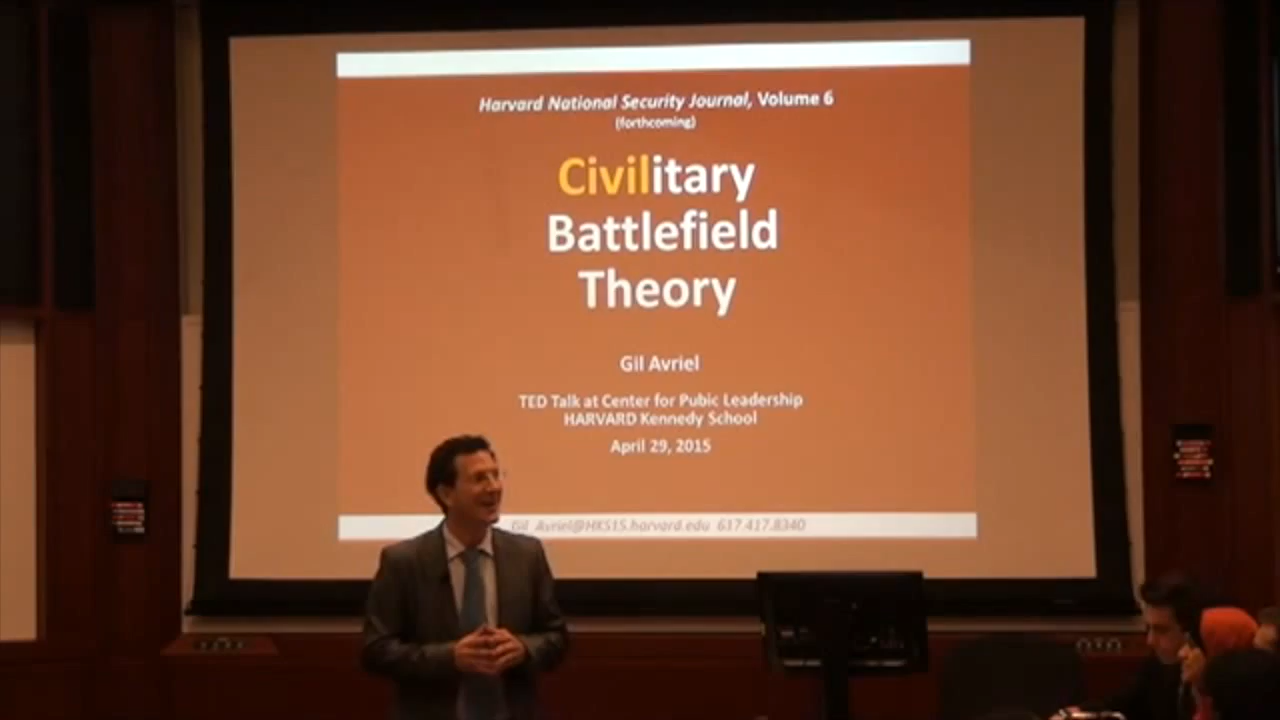 Harvard National Security Journal, Volume 6
(forthcoming)
Civilitary
Battlefield
Theory
Gil Avriel
TED Talk at Center for Pubic Leadership
HARVARD Kennedy School
April 29, 2015
Gil_Avriel@HKS15.harvard.edu 617.417.8340